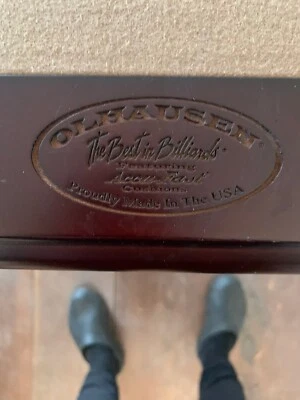 OLHAUSEN®
The Best in Billiards®
Featuring
Accu-Fast®
Cushions
Proudly Made In The USA